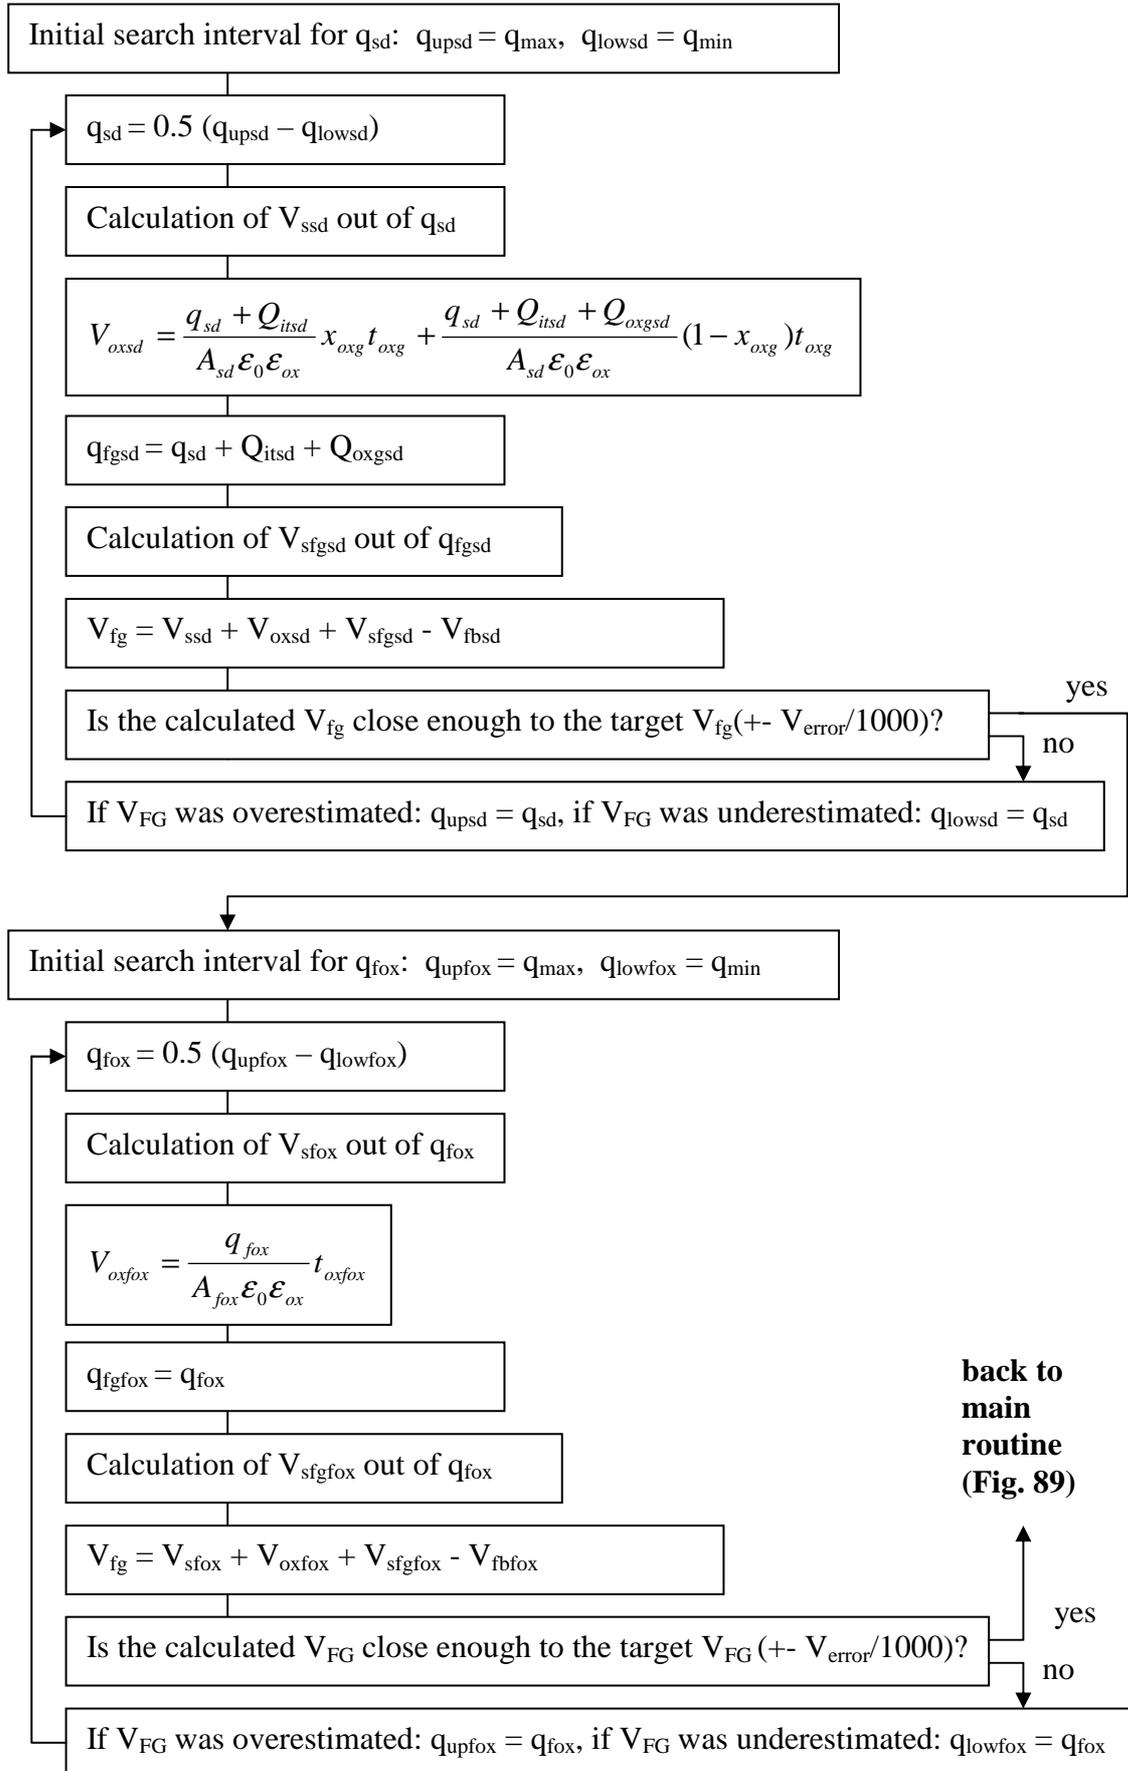 Initial search interval for q_sd: q_upsd = q_max, q_lowsd = q_min
q_sd = 0.5 (q_upsd – q_lowsd)
Calculation of V_ssd out of q_sd
V_oxsd = (q_sd + Q_itsd)/(A_sd ε_0 ε_ox) x_oxg t_oxg + (q_sd + Q_itsd + Q_oxgsd)/(A_sd ε_0 ε_ox) (1 − x_oxg) t_oxg
q_fgsd = q_sd + Q_itsd + Q_oxgsd
Calculation of V_sfgsd out of q_fgsd
V_fg = V_ssd + V_oxsd + V_sfgsd - V_fbsd
yes
Is the calculated V_fg close enough to the target V_fg(+- V_error/1000)?
no
If V_FG was overestimated: q_upsd = q_sd, if V_FG was underestimated: q_lowsd = q_sd
Initial search interval for q_fox: q_upfox = q_max, q_lowfox = q_min
q_fox = 0.5 (q_upfox – q_lowfox)
Calculation of V_sfox out of q_fox
V_oxfox = q_fox/(A_fox ε_0 ε_ox) t_oxfox
q_fgfox = q_fox
Calculation of V_sfgfox out of q_fox
back to
main
routine
(Fig. 89)
V_fg = V_sfox + V_oxfox + V_sfgfox - V_fbfox
yes
Is the calculated V_FG close enough to the target V_FG (+- V_error/1000)?
no
If V_FG was overestimated: q_upfox = q_fox, if V_FG was underestimated: q_lowfox = q_fox